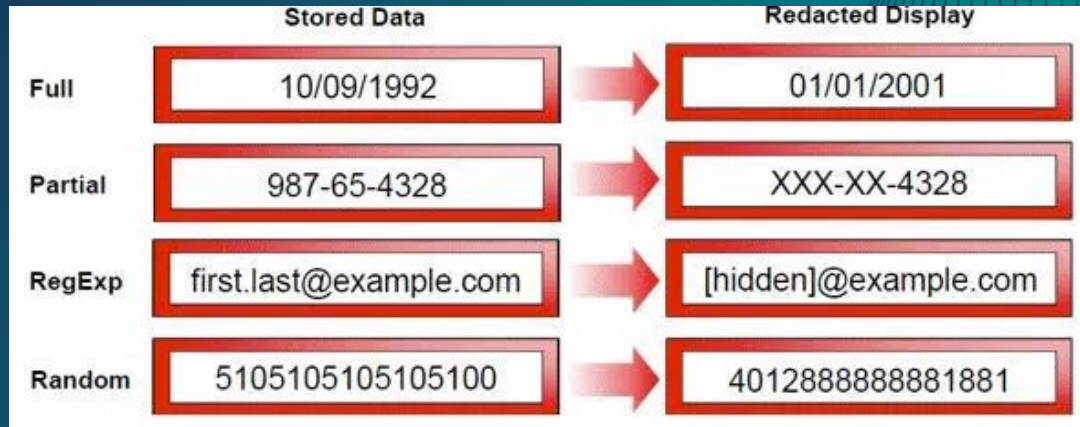 Stored Data Redacted Display
Full 10/09/1992 01/01/2001
Partial 987-65-4328 XXX-XX-4328
RegExp first.last@example.com [hidden]@example.com
Random 5105105105105100 4012888888881881